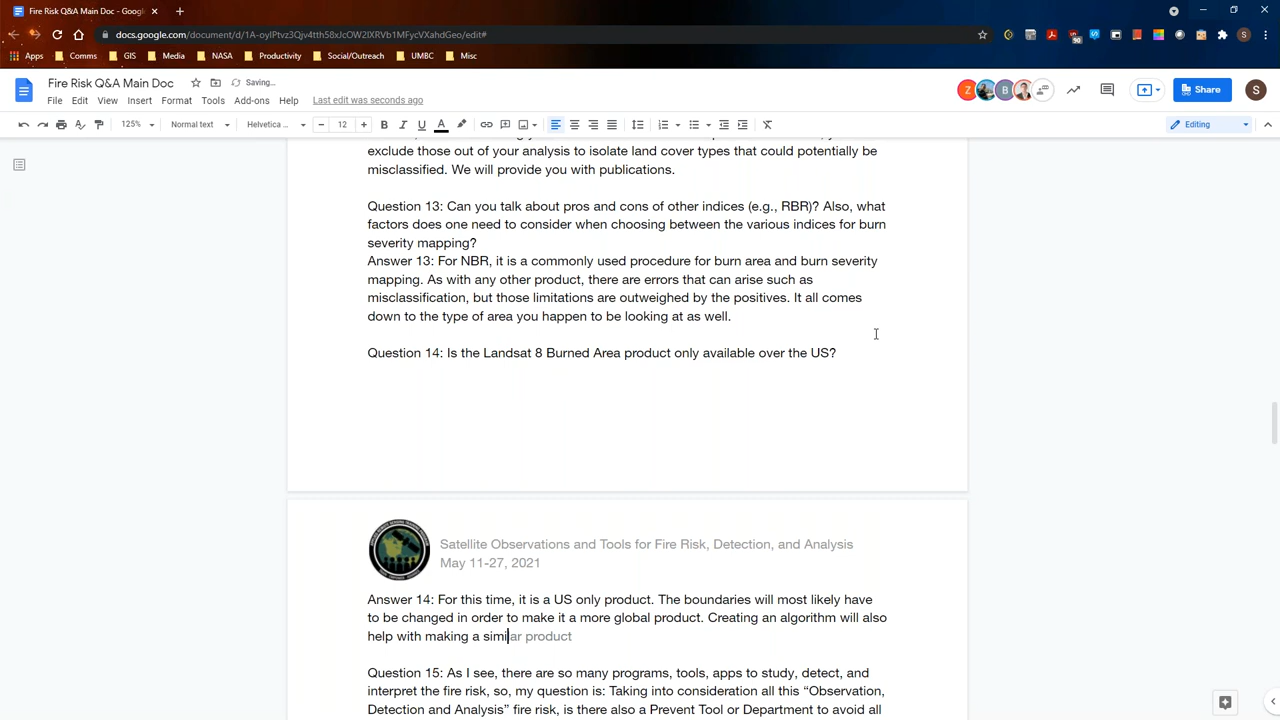 Fire Risk Q&A Main Doc - Googl
docs.google.com/document/d/1A-oyIPtvz3Qjv4tth58xJcOW2IXRVb1MFycVXahdGeo/edit#
Apps Comms GIS Media NASA Productivity Social/Outreach UMBC Misc
Fire Risk Q&A Main Doc Saving...
File Edit View Insert Format Tools Add-ons Help Last edit was seconds ago
Z B Share S
125% Normal text Helvetica ... 12 Editing
exclude those out of your analysis to isolate land cover types that could potentially be
misclassified. We will provide you with publications.
Question 13: Can you talk about pros and cons of other indices (e.g., RBR)? Also, what
factors does one need to consider when choosing between the various indices for burn
severity mapping?
Answer 13: For NBR, it is a commonly used procedure for burn area and burn severity
mapping. As with any other product, there are errors that can arise such as
misclassification, but those limitations are outweighed by the positives. It all comes
down to the type of area you happen to be looking at as well.
Question 14: Is the Landsat 8 Burned Area product only available over the US?
Satellite Observations and Tools for Fire Risk, Detection, and Analysis
May 11-27, 2021
Answer 14: For this time, it is a US only product. The boundaries will most likely have
to be changed in order to make it a more global product. Creating an algorithm will also
help with making a similar product
Question 15: As I see, there are so many programs, tools, apps to study, detect, and
interpret the fire risk, so, my question is: Taking into consideration all this “Observation,
Detection and Analysis” fire risk, is there also a Prevent Tool or Department to avoid all